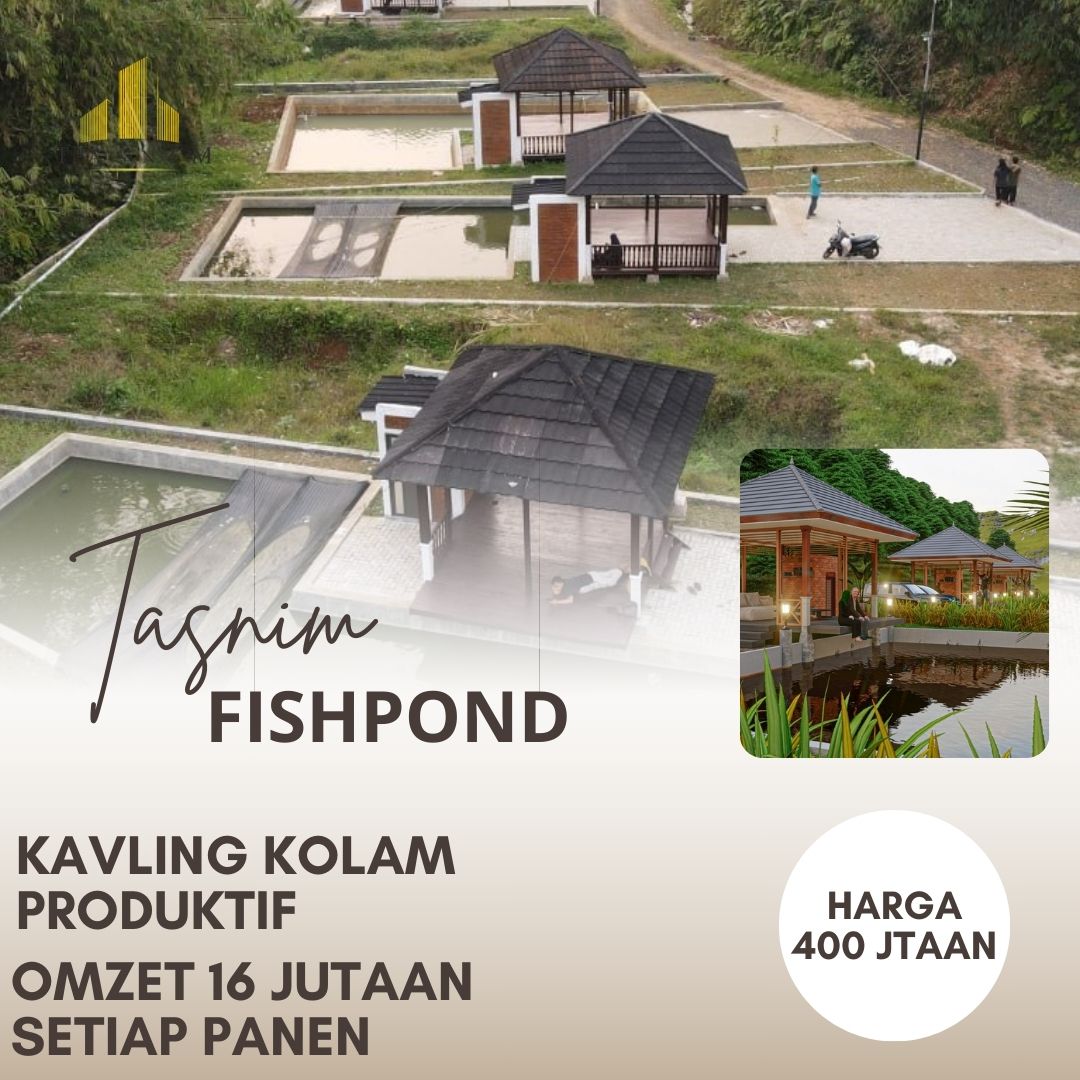 Tasnim
FISHPOND
KAVLING KOLAM
PRODUKTIF
OMZET 16 JUTAAN
SETIAP PANEN
HARGA
400 JTAAN